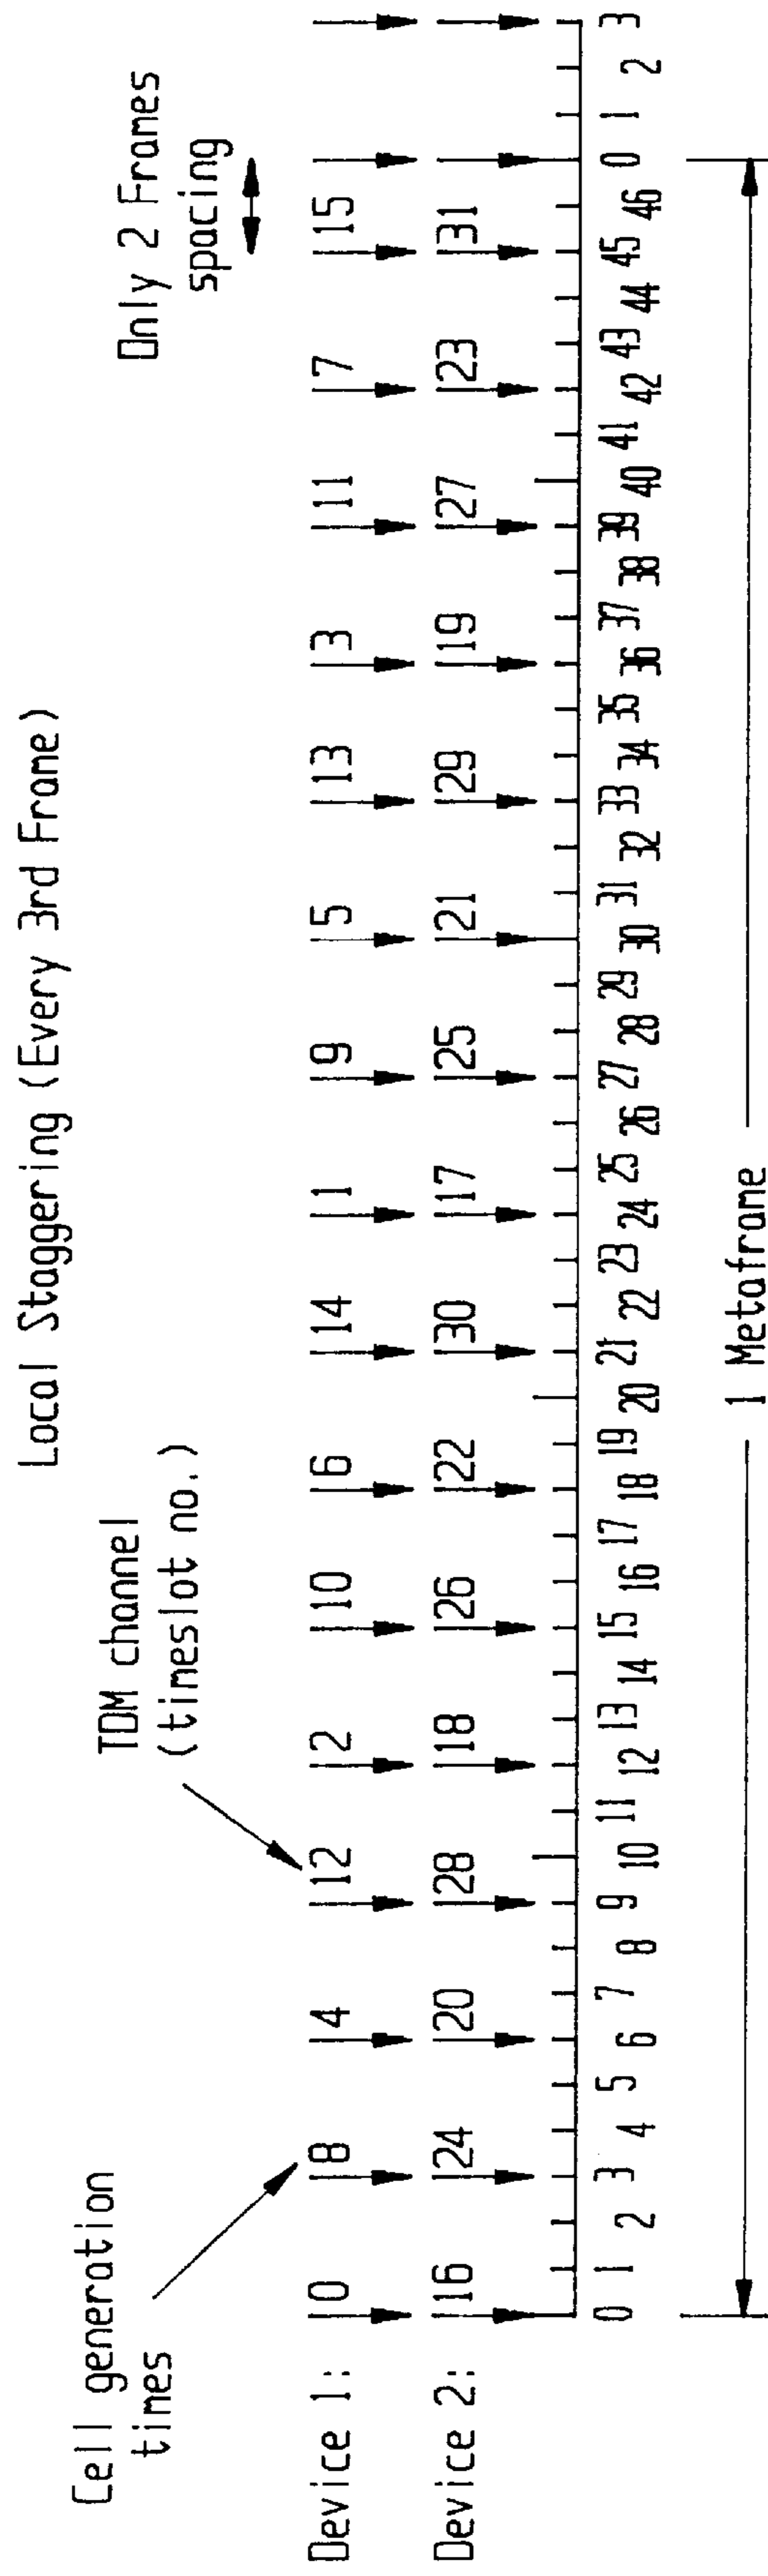 Local Staggering (Every 3rd Frame)
Cell generation
times
TDM channel
(timeslot no.)
Only 2 Frames
spacing
Device 1: 0 8 4 12 2 10 6 14 1 9 5 13 3 11 7 15
Device 2: 16 24 20 28 18 26 22 30 17 25 21 29 19 27 23 31
0 1 2 3 4 5 6 7 8 9 10 11 12 13 14 15 16 17 18 19 20 21 22 23 24 25 26 27 28 29 30 31 32 33 34 35 36 37 38 39 40 41 42 43 44 45 46 0 1 2 3
1 Metaframe